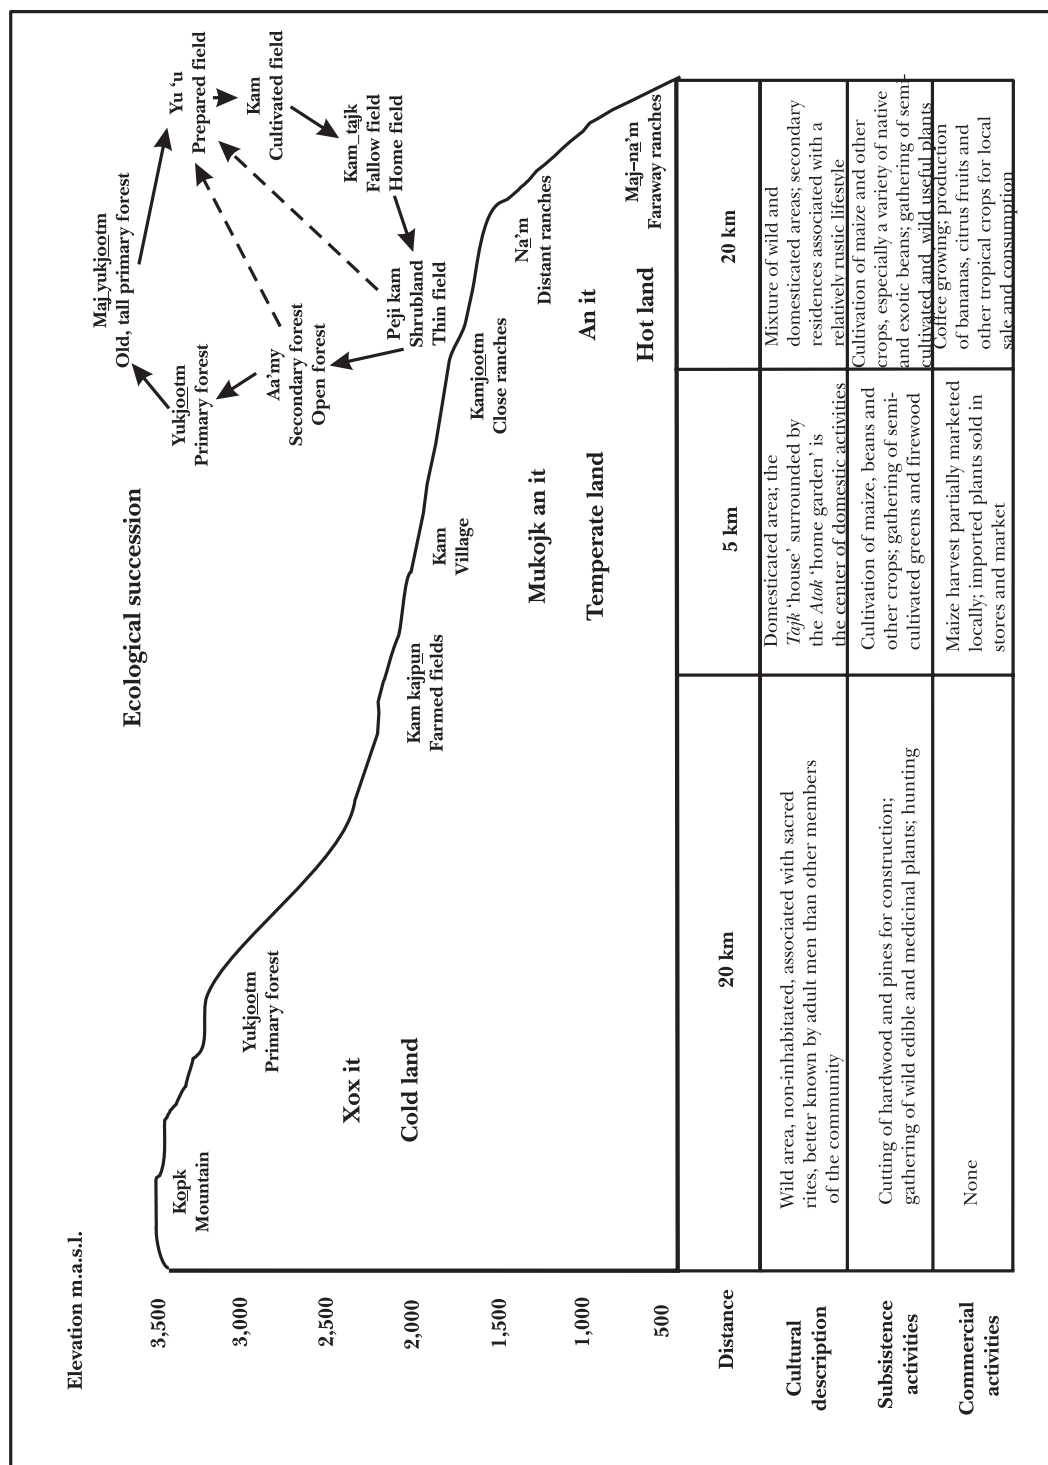 Elevation m.a.s.l.
3,500
3,000
2,500
2,000
1,500
1,000
500
Ecological succession
Maj yukjootm
Old, tall primary forest
Yu ‘u
Prepared field
Kam
Cultivated field
Kam_tajk
Fallow field
Home field
Peji kam
Shrubland
Thin field
Aa’my
Secondary forest
Open forest
Yukjootm
Primary forest
Kopk
Mountain
Yukjootm
Primary forest
Kam kajpun
Farmed fields
Kam
Village
Kamjootm
Close ranches
Na’m
Distant ranches
Maj–na’m
Faraway ranches
Xox it
Cold land
Mukojk an it
Temperate land
An it
Hot land
Distance
20 km
5 km
20 km
Cultural
description
Wild area, non-inhabitated, associated with sacred
rites, better known by adult men than other members
of the community
Domesticated area; the
Tajk ‘house’ surrounded by
the Atok ‘home garden’ is
the center of domestic activities
Mixture of wild and
domesticated areas; secondary
residences associated with a
relatively rustic lifestyle
Subsistence
activities
Cutting of hardwood and pines for construction;
gathering of wild edible and medicinal plants; hunting
Cultivation of maize, beans and
other crops; gathering of semi-
cultivated greens and firewood
Cultivation of maize and other
crops, especially a variety of native
and exotic beans; gathering of semi-
cultivated and wild useful plants
Commercial
activities
None
Maize harvest partially marketed
locally; imported plants sold in
stores and market
Coffee growing; production
of bananas, citrus fruits and
other tropical crops for local
sale and consumption